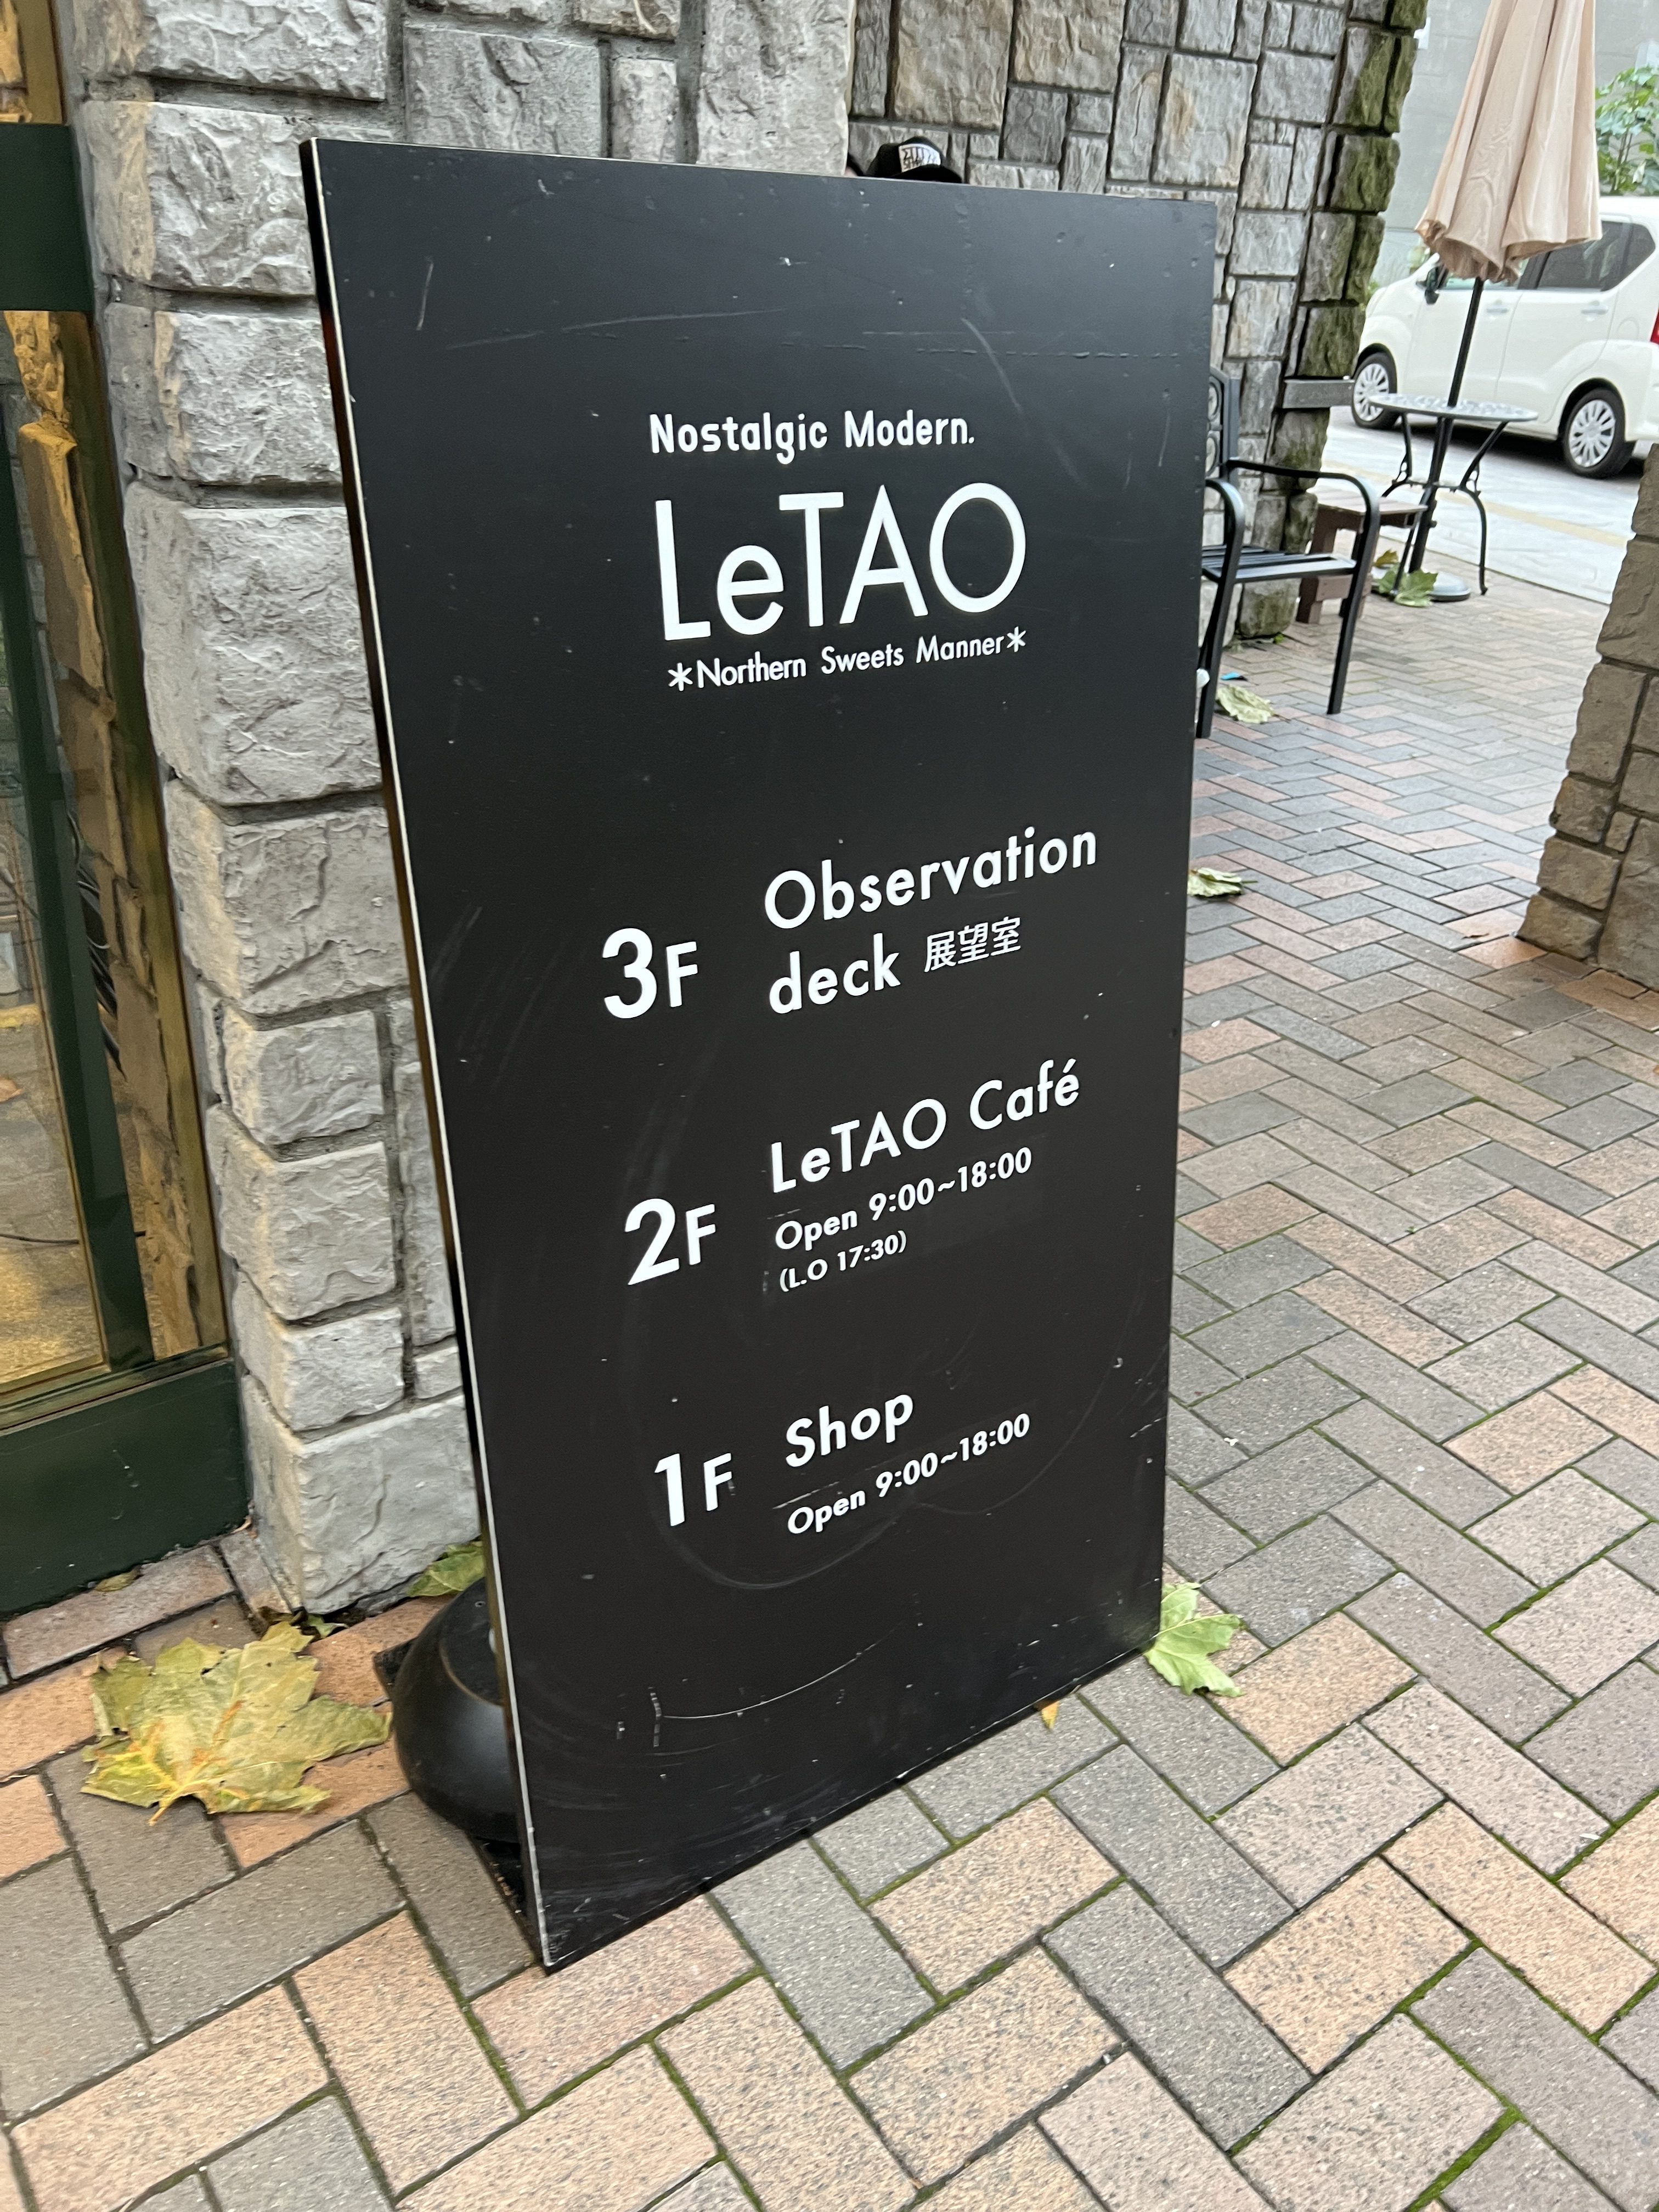 Nostalgic Modern.
LeTAO
*Northern Sweets Manner*
3F
Observation
deck 展望室
2F
LeTAO Café
Open 9:00~18:00
(L.O 17:30)
1F
Shop
Open 9:00~18:00